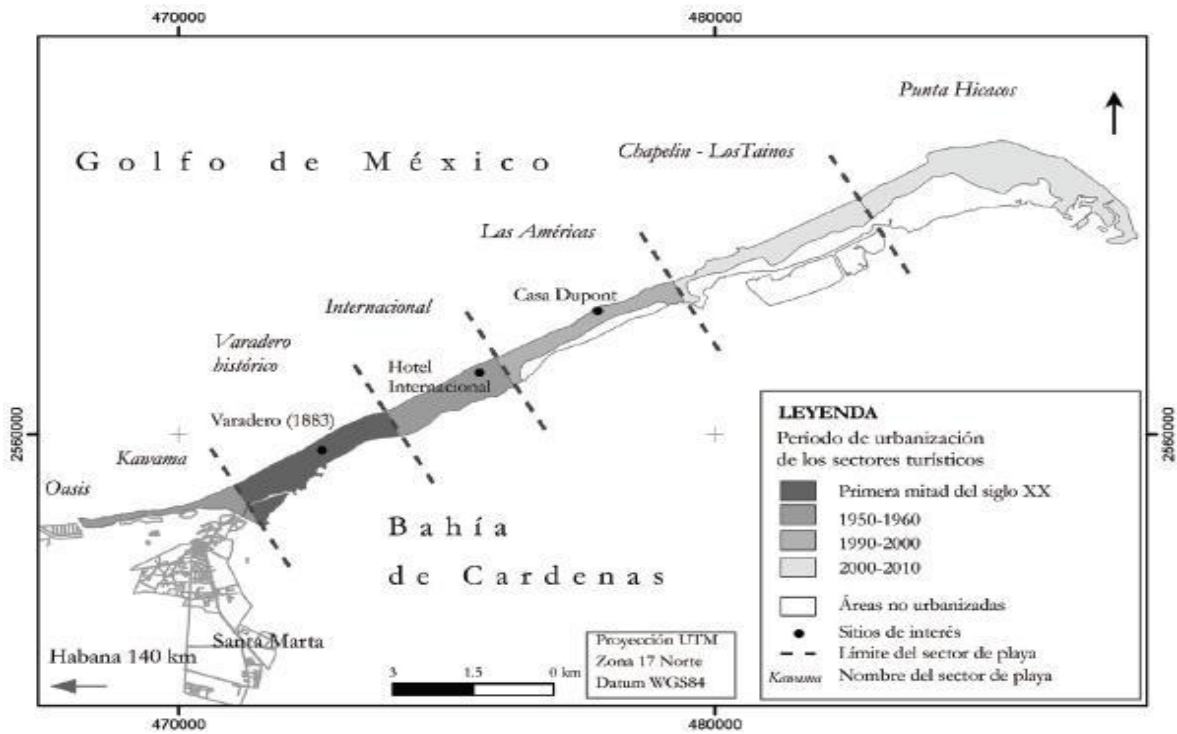 470000
480000
Punta Hicacos
Golfo de México
Chapelin - Los Tainos
Las Américas
Casa Dupont
Internacional
Varadero
histórico
Hotel
Internacional
Varadero (1883)
2560000
2560000
Kawama
Oasis
Bahía
de Cardenas
Santa Marta
Habana 140 km
3
1.5
0 km
Proyección UTM
Zona 17 Norte
Datum WGS84
LEYENDA
Periodo de urbanización
de los sectores turísticos
Primera mitad del siglo XX
1950-1960
1990-2000
2000-2010
Áreas no urbanizadas
Sitios de interés
Límite del sector de playa
Kawama Nombre del sector de playa
470000
480000